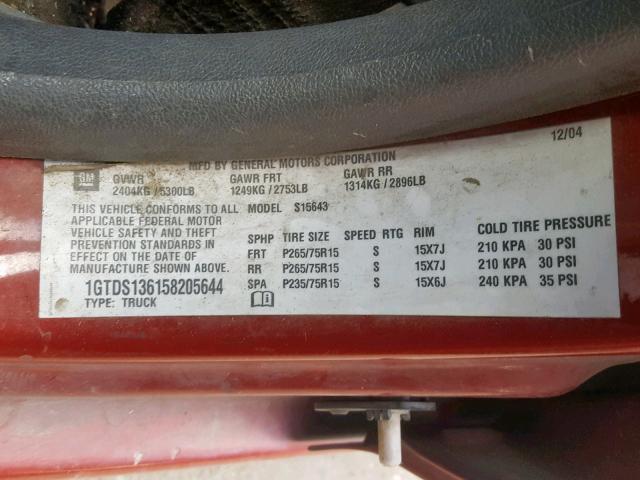 12/04
MFD BY GENERAL MOTORS CORPORATION
GM GVWR GAWR FRT GAWR RR
2404KG / 5300LB 1249KG / 2753LB 1314KG / 2896LB
THIS VEHICLE CONFORMS TO ALL
APPLICABLE FEDERAL MOTOR
VEHICLE SAFETY AND THEFT
PREVENTION STANDARDS IN
EFFECT ON THE DATE OF
MANUFACTURE SHOWN ABOVE.
1GTDS136158205644
TYPE: TRUCK
MODEL S15643
SPHP TIRE SIZE SPEED RTG RIM COLD TIRE PRESSURE
FRT P265/75R15 S 15X7J 210 KPA 30 PSI
RR P265/75R15 S 15X7J 210 KPA 30 PSI
SPA P235/75R15 S 15X6J 240 KPA 35 PSI